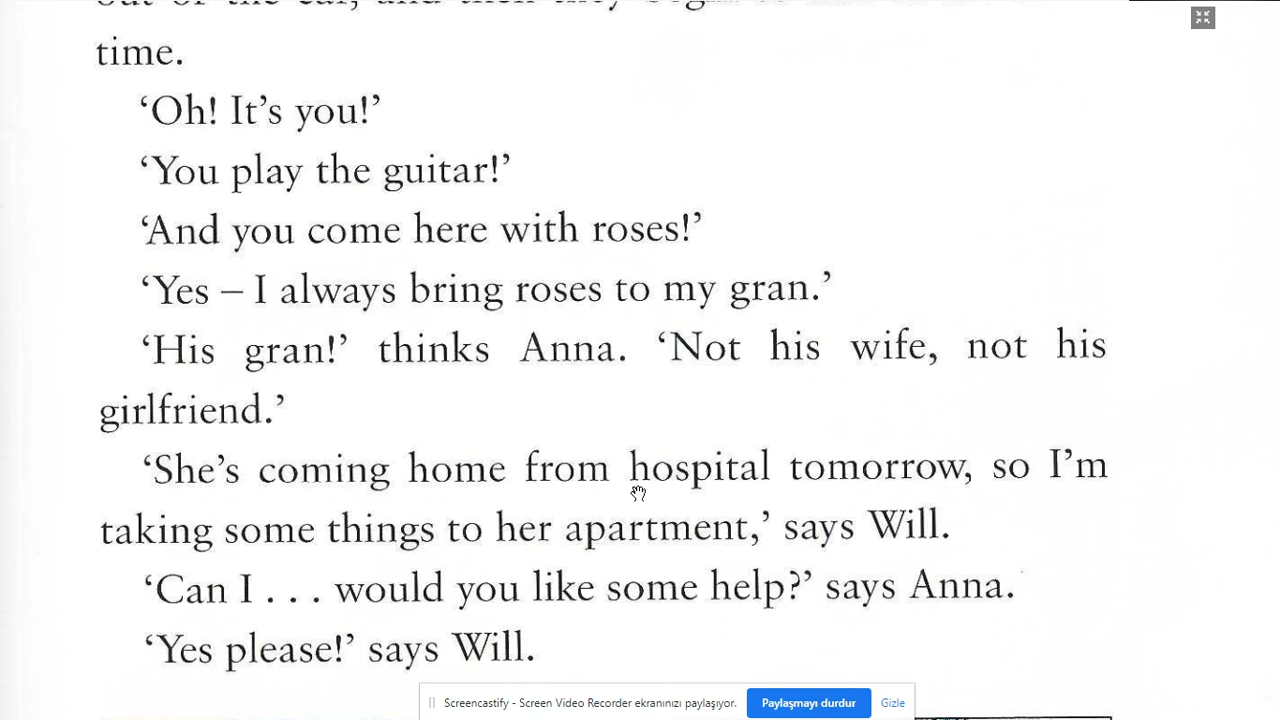 time.
‘Oh! It’s you!’
‘You play the guitar!’
‘And you come here with roses!’
‘Yes – I always bring roses to my gran.’
‘His gran!’ thinks Anna. ‘Not his wife, not his
girlfriend.’
‘She’s coming home from hospital tomorrow, so I’m
taking some things to her apartment,’ says Will.
‘Can I . . . would you like some help?’ says Anna.
‘Yes please!’ says Will.
Screencastify - Screen Video Recorder ekranınızı paylaşıyor. Paylaşmayı durdur Gizle